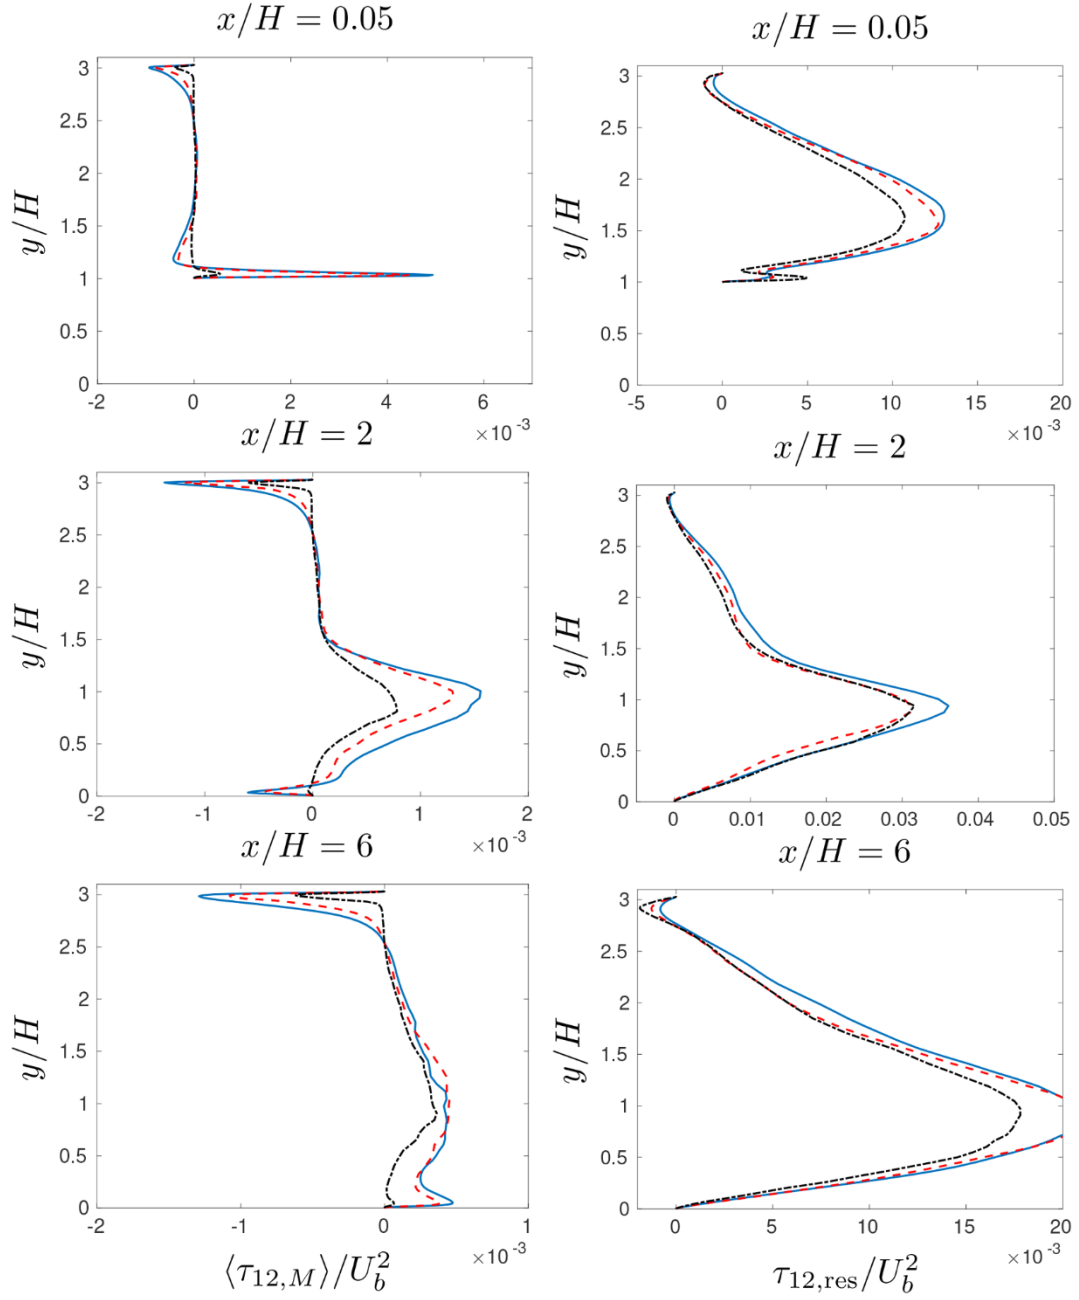 x/H = 0.05
x/H = 0.05
y/H
3
2.5
2
1.5
1
0.5
0
-2 0 2 4 6
×10⁻³
y/H
3
2.5
2
1.5
1
0.5
0
-5 0 5 10 15 20
×10⁻³
x/H = 2
x/H = 2
y/H
3
2.5
2
1.5
1
0.5
0
-2 -1 0 1 2
×10⁻³
y/H
3
2.5
2
1.5
1
0.5
0
0 0.01 0.02 0.03 0.04 0.05
x/H = 6
x/H = 6
y/H
3
2.5
2
1.5
1
0.5
0
-2 -1 0 1
×10⁻³
⟨τ₁₂,M⟩/U_b²
y/H
3
2.5
2
1.5
1
0.5
0
0 5 10 15 20
×10⁻³
τ₁₂,res/U_b²